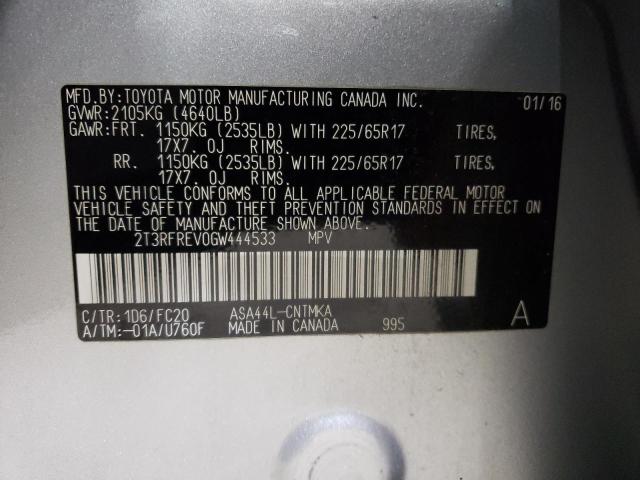 MFD.BY:TOYOTA MOTOR MANUFACTURING CANADA INC.
GVWR:2105KG (4640LB) 01/16
GAWR:FRT. 1150KG (2535LB) WITH 225/65R17 TIRES,
17X7.0J RIMS.
RR. 1150KG (2535LB) WITH 225/65R17 TIRES,
17X7.0J RIMS.
THIS VEHICLE CONFORMS TO ALL APPLICABLE FEDERAL MOTOR
VEHICLE SAFETY AND THEFT PREVENTION STANDARDS IN EFFECT ON
THE DATE OF MANUFACTURE SHOWN ABOVE.
2T3RFREV0GW444533 MPV
C/TR:1D6/FC20 ASA44L-CNTMKA
A/TM:-01A/U760F MADE IN CANADA 995 A